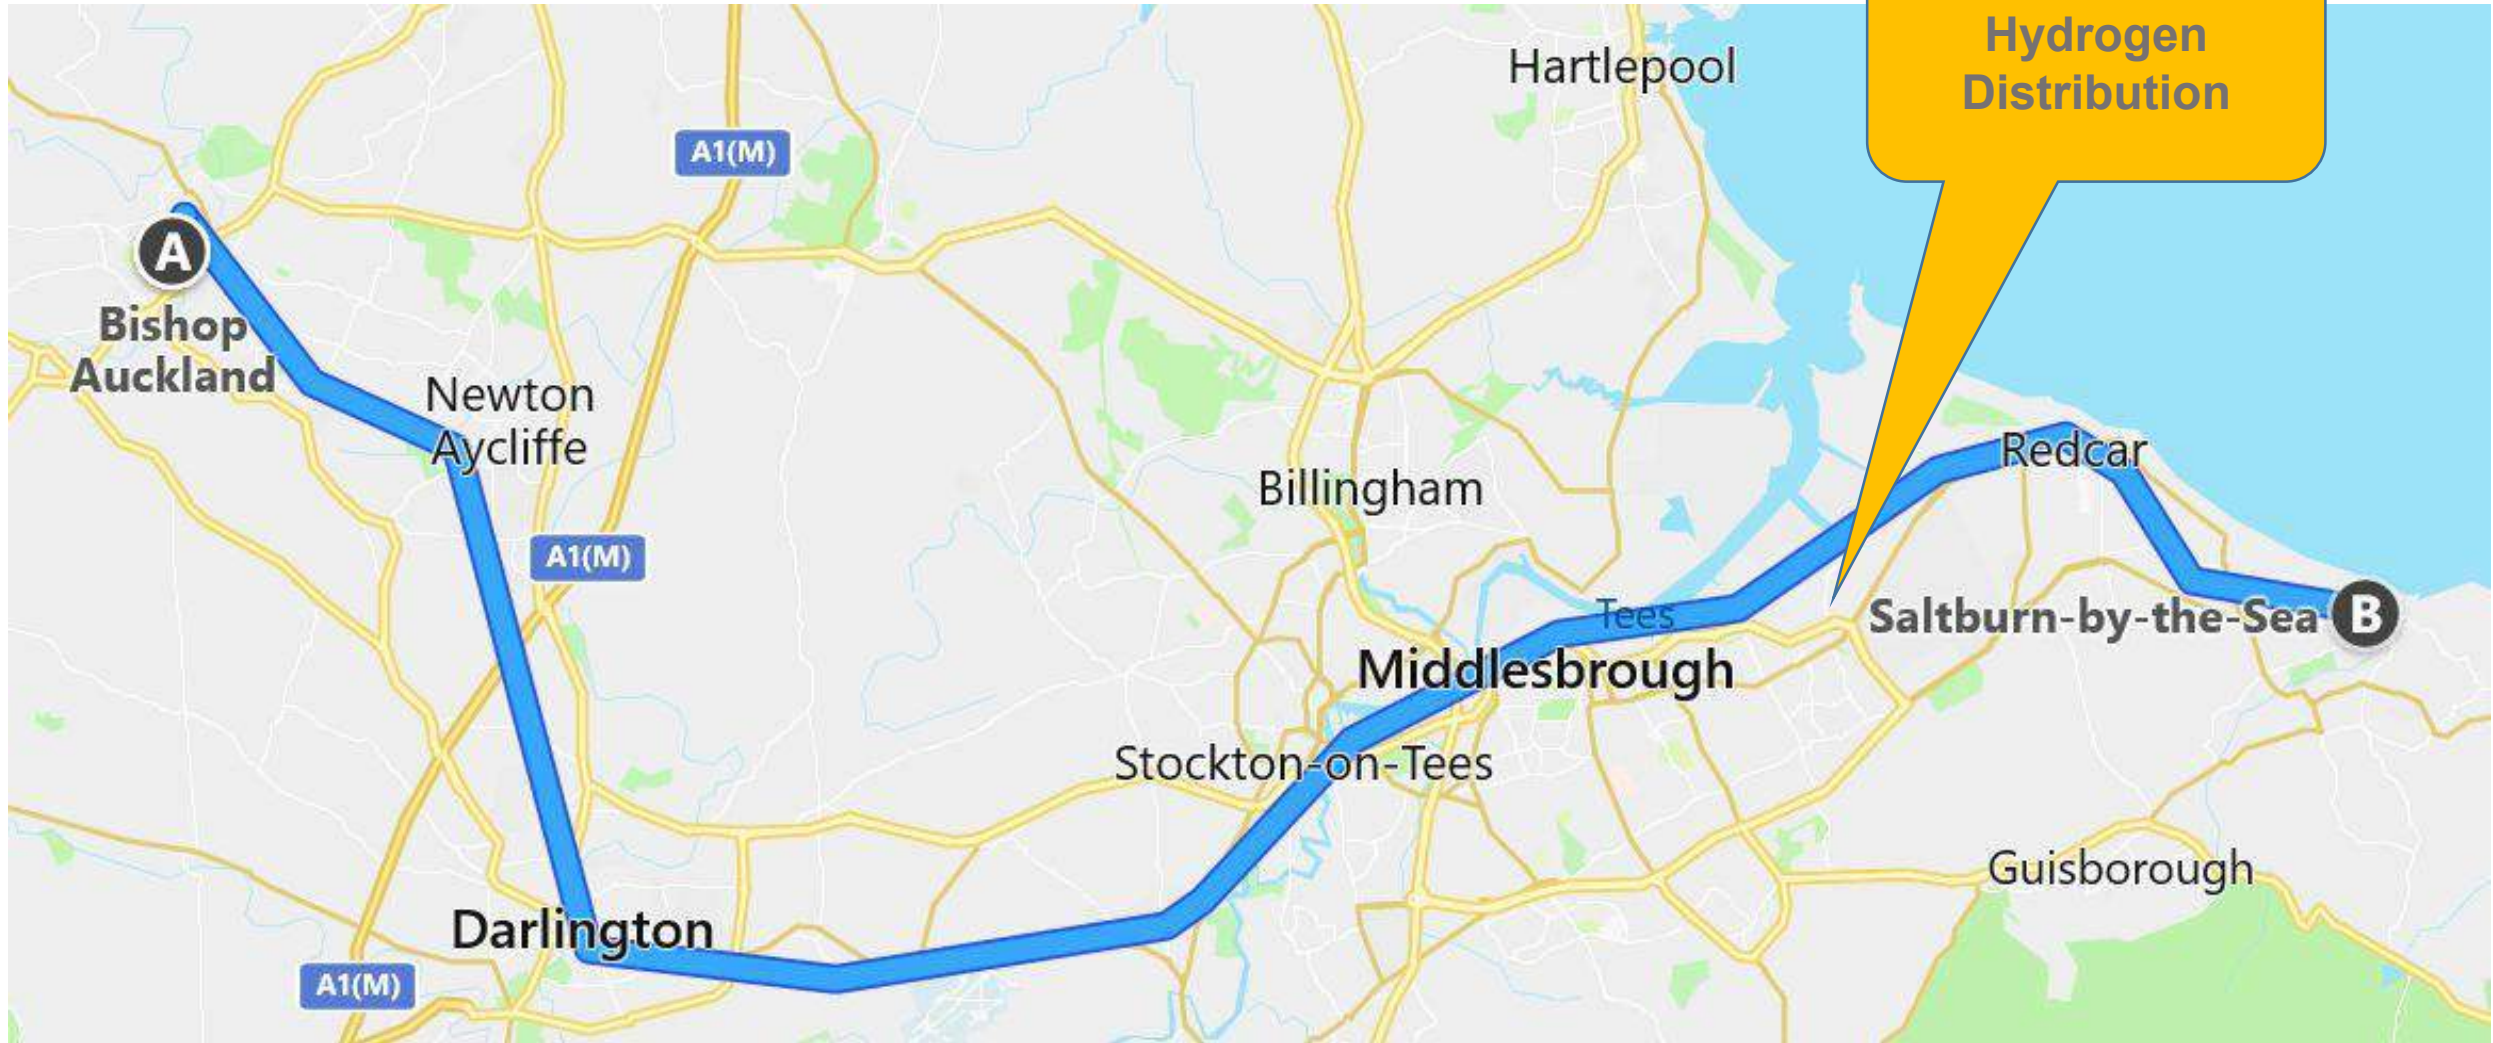 Hydrogen
Distribution
Hartlepool
A1(M)
A
Bishop
Auckland
Newton
Aycliffe
Billingham
Redcar
A1(M)
Tees
Saltburn-by-the-Sea
B
Middlesbrough
Stockton-on-Tees
Guisborough
Darlington
A1(M)